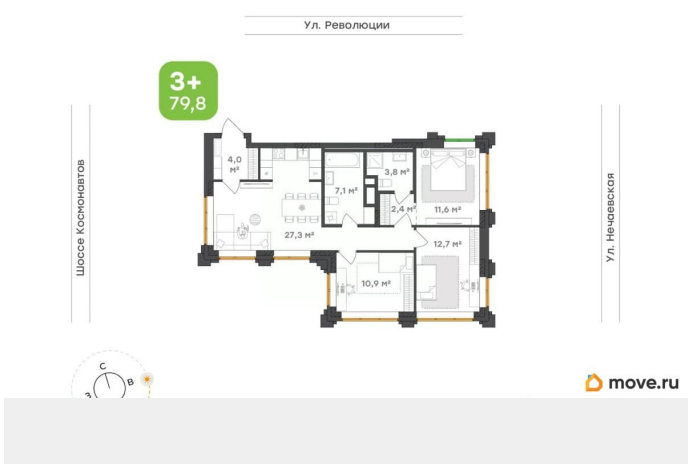 Ул. Революции
3+
79,8
Шоссе Космонавтов
Ул. Нечаевская
4,0
м²
7,1 м²
3,8 м²
2,4 м²
11,6 м²
27,3 м²
12,7 м²
10,9 м²
С
В
З
move.ru